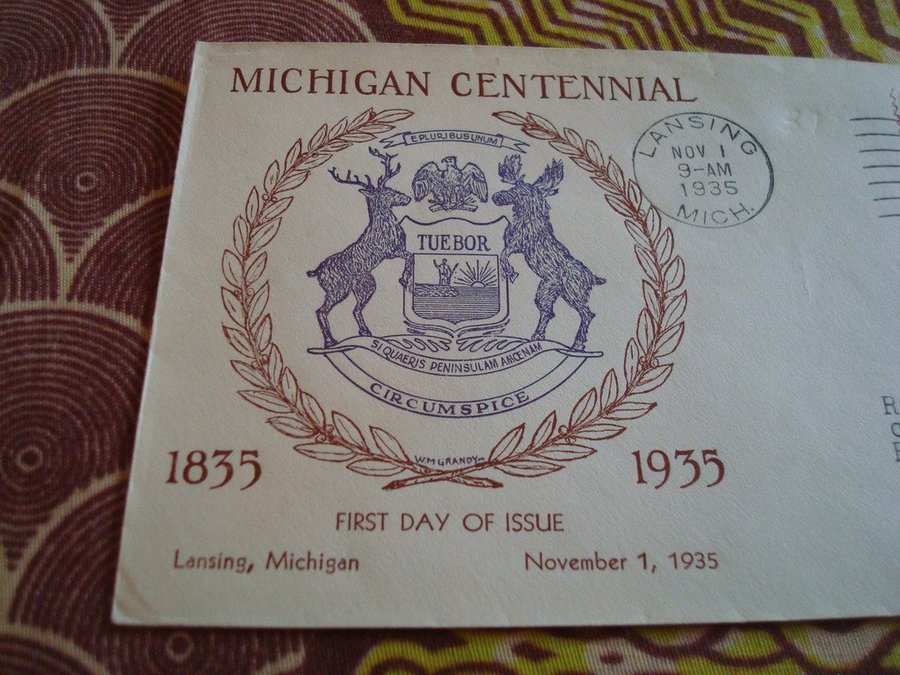 MICHIGAN CENTENNIAL
LANSING
NOV 1
9-AM
1935
MICH.
E PLURIBUS UNUM
TUEBOR
SI QUAERIS PENINSULAM AMOENAM
CIRCUMSPICE
W.M GRANDY
1835
1935
FIRST DAY OF ISSUE
Lansing, Michigan
November 1, 1935